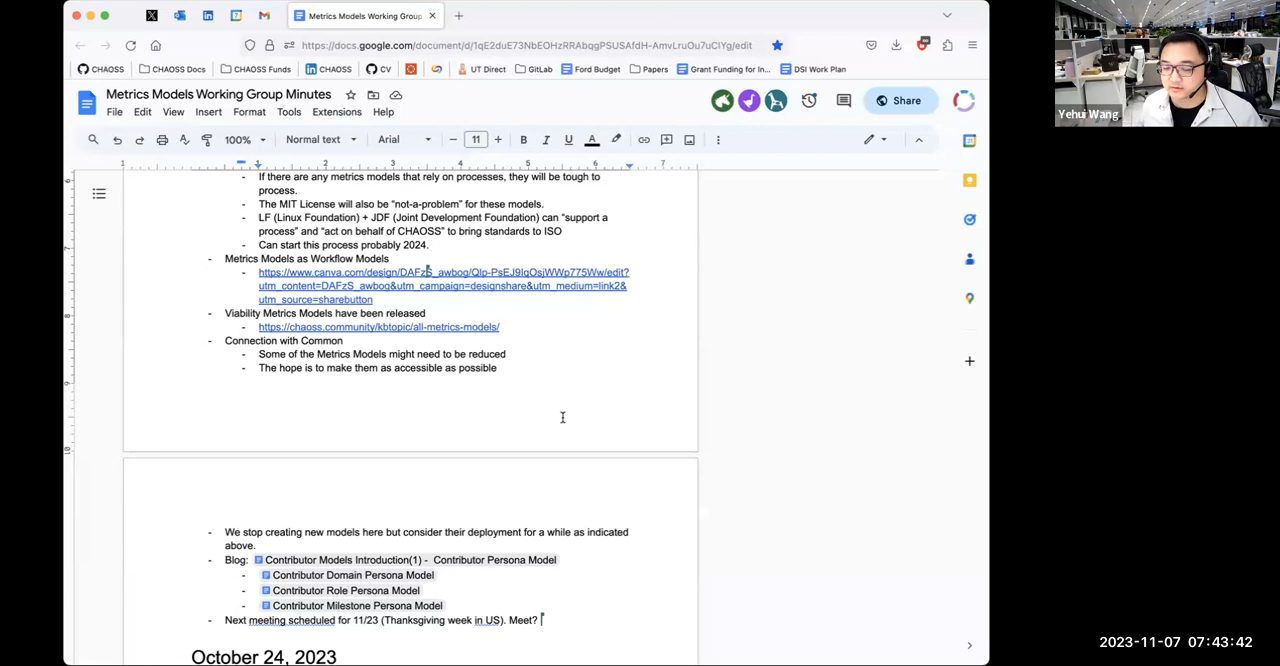 Metrics Models Working Group
https://docs.google.com/document/d/1qE2duE73NbEOHzRRAbqgPSUSAfdH-AmvLruOu7uClYg/edit
CHAOSS
CHAOSS Docs
CHAOSS Funds
CHAOSS
CV
UT Direct
GitLab
Ford Budget
Papers
Grant Funding for In...
DSI Work Plan
Metrics Models Working Group Minutes
File Edit View Insert Format Tools Extensions Help
Share
100% Normal text Arial 11
1 1 2 3 4 5 6 7
If there are any metrics models that rely on processes, they will be tough to
process.
- The MIT License will also be “not-a-problem” for these models.
- LF (Linux Foundation) + JDF (Joint Development Foundation) can “support a
process” and “act on behalf of CHAOSS” to bring standards to ISO
- Can start this process probably 2024.
- Metrics Models as Workflow Models
- https://www.canva.com/design/DAFzS_awbog/Qlp-PsEJ9IqOsjWWp775Ww/edit?
utm_content=DAFzS_awbog&utm_campaign=designshare&utm_medium=link2&
utm_source=sharebutton
- Viability Metrics Models have been released
- https://chaoss.community/kbtopic/all-metrics-models/
- Connection with Common
- Some of the Metrics Models might need to be reduced
- The hope is to make them as accessible as possible
- We stop creating new models here but consider their deployment for a while as indicated
above.
- Blog: Contributor Models Introduction(1) - Contributor Persona Model
- Contributor Domain Persona Model
- Contributor Role Persona Model
- Contributor Milestone Persona Model
- Next meeting scheduled for 11/23 (Thanksgiving week in US). Meet?
October 24, 2023
Yehui Wang
2023-11-07 07:43:42